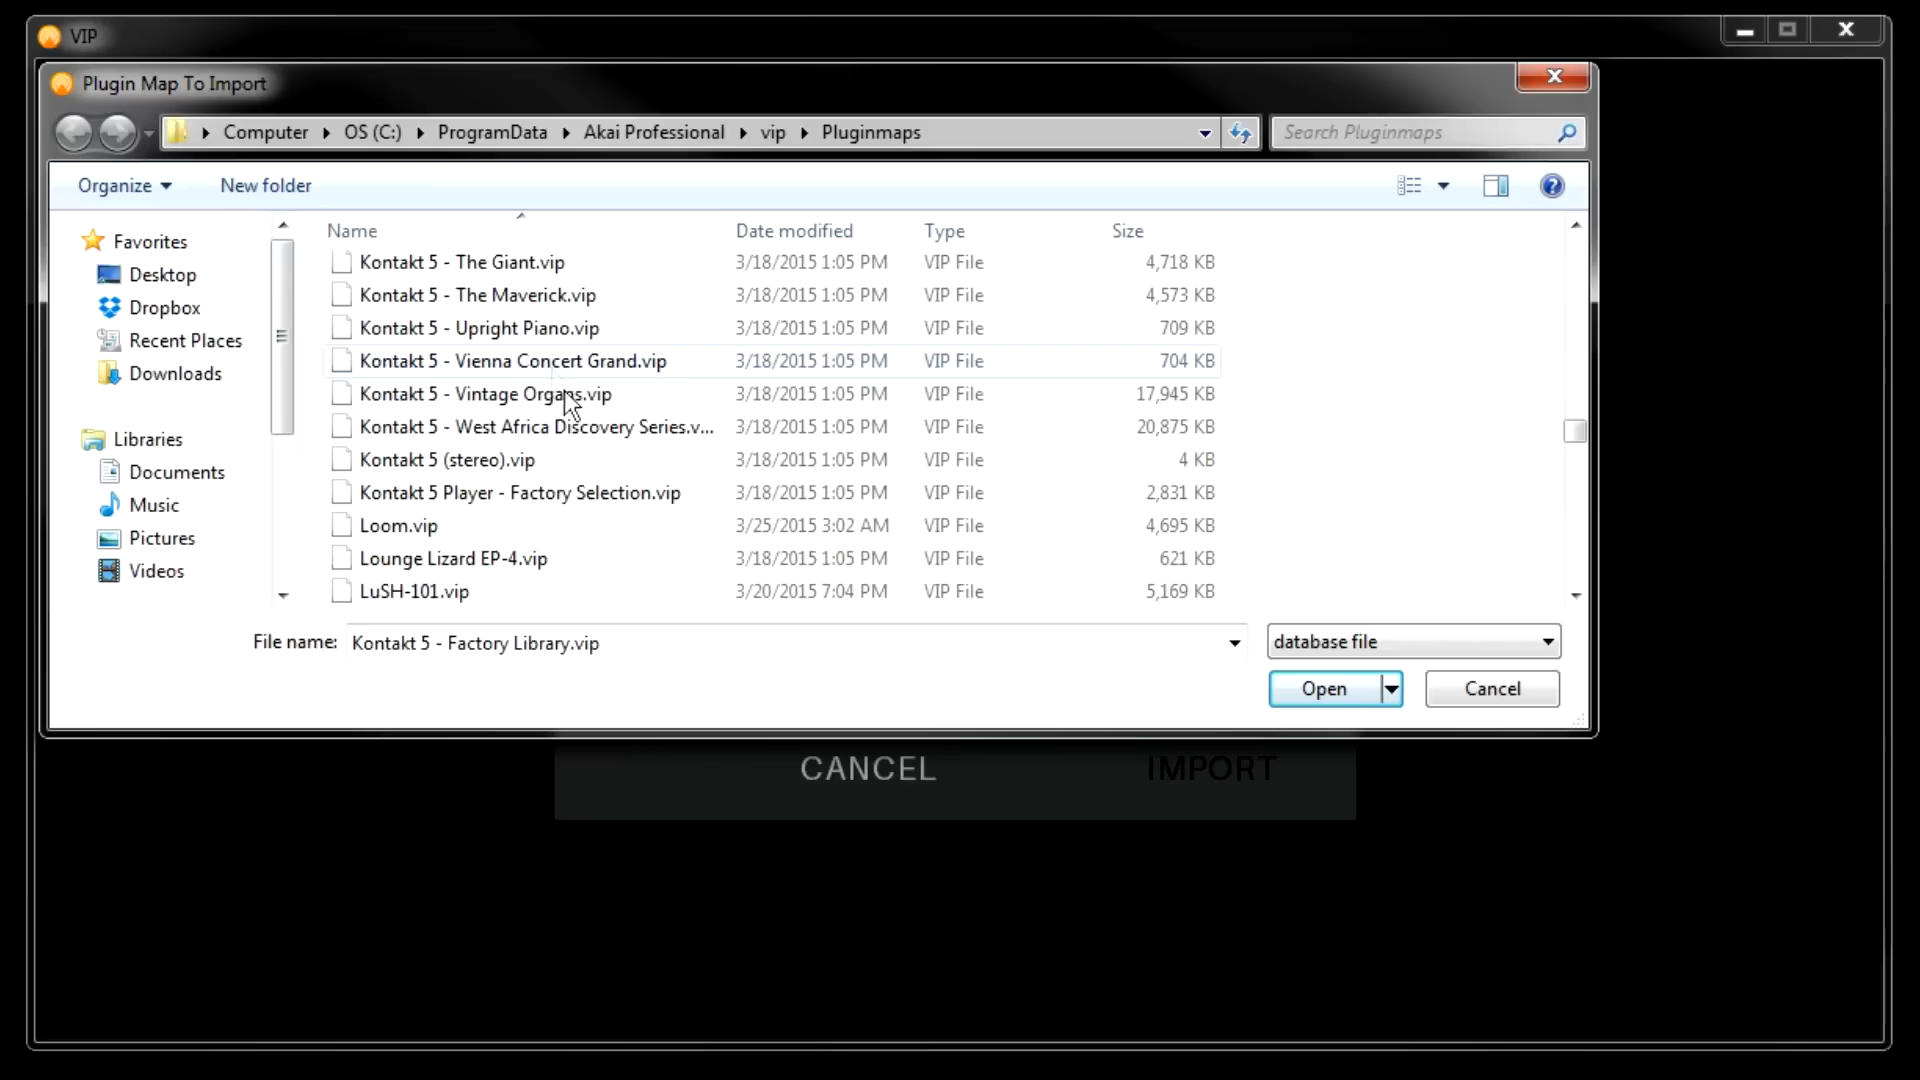 VIP
Plugin Map To Import
Computer OS (C:) ProgramData Akai Professional vip Pluginmaps
Search Pluginmaps
Organize New folder
Favorites
Desktop
Dropbox
Recent Places
Downloads
Libraries
Documents
Music
Pictures
Videos
Name Date modified Type Size
Kontakt 5 - The Giant.vip 3/18/2015 1:05 PM VIP File 4,718 KB
Kontakt 5 - The Maverick.vip 3/18/2015 1:05 PM VIP File 4,573 KB
Kontakt 5 - Upright Piano.vip 3/18/2015 1:05 PM VIP File 709 KB
Kontakt 5 - Vienna Concert Grand.vip 3/18/2015 1:05 PM VIP File 704 KB
Kontakt 5 - Vintage Organs.vip 3/18/2015 1:05 PM VIP File 17,945 KB
Kontakt 5 - West Africa Discovery Series.v... 3/18/2015 1:05 PM VIP File 20,875 KB
Kontakt 5 (stereo).vip 3/18/2015 1:05 PM VIP File 4 KB
Kontakt 5 Player - Factory Selection.vip 3/18/2015 1:05 PM VIP File 2,831 KB
Loom.vip 3/25/2015 3:02 AM VIP File 4,695 KB
Lounge Lizard EP-4.vip 3/18/2015 1:05 PM VIP File 621 KB
LuSH-101.vip 3/20/2015 7:04 PM VIP File 5,169 KB
File name: Kontakt 5 - Factory Library.vip database file
Open Cancel
CANCEL IMPORT